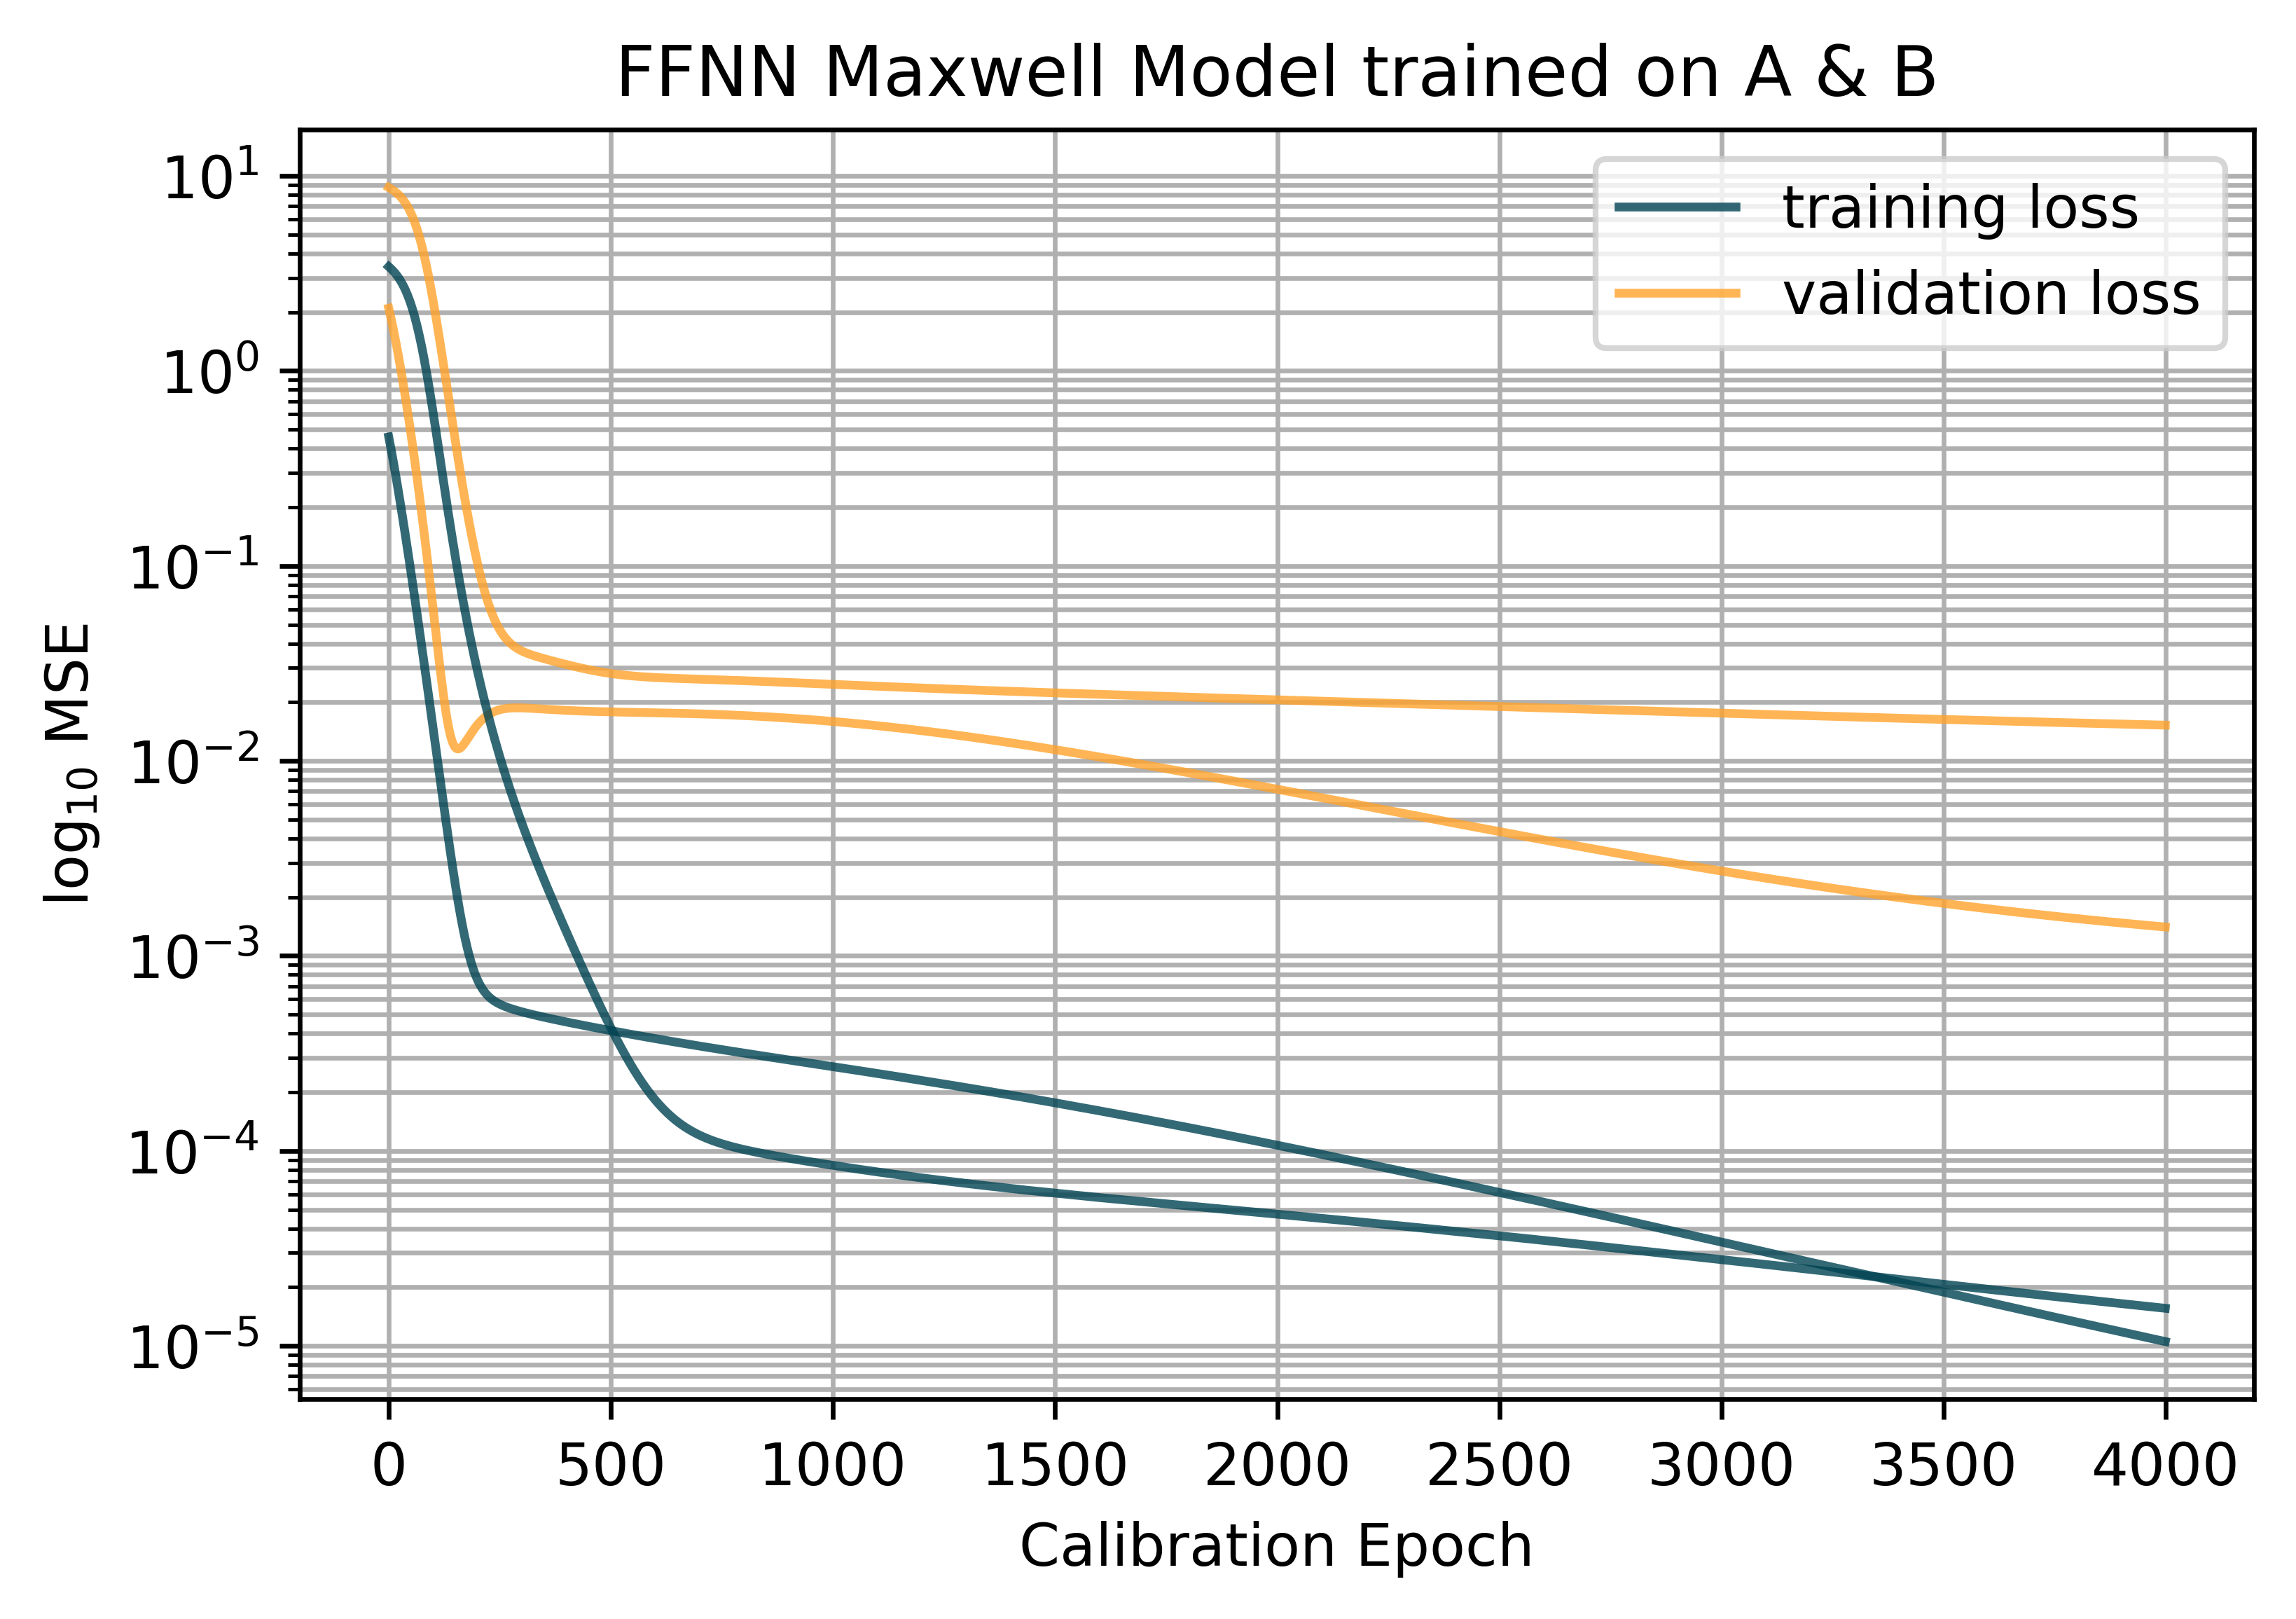 FFNN Maxwell Model trained on A & B
training loss
validation loss
10¹
10⁰
10⁻¹
10⁻²
10⁻³
10⁻⁴
10⁻⁵
log₁₀ MSE
0 500 1000 1500 2000 2500 3000 3500 4000
Calibration Epoch